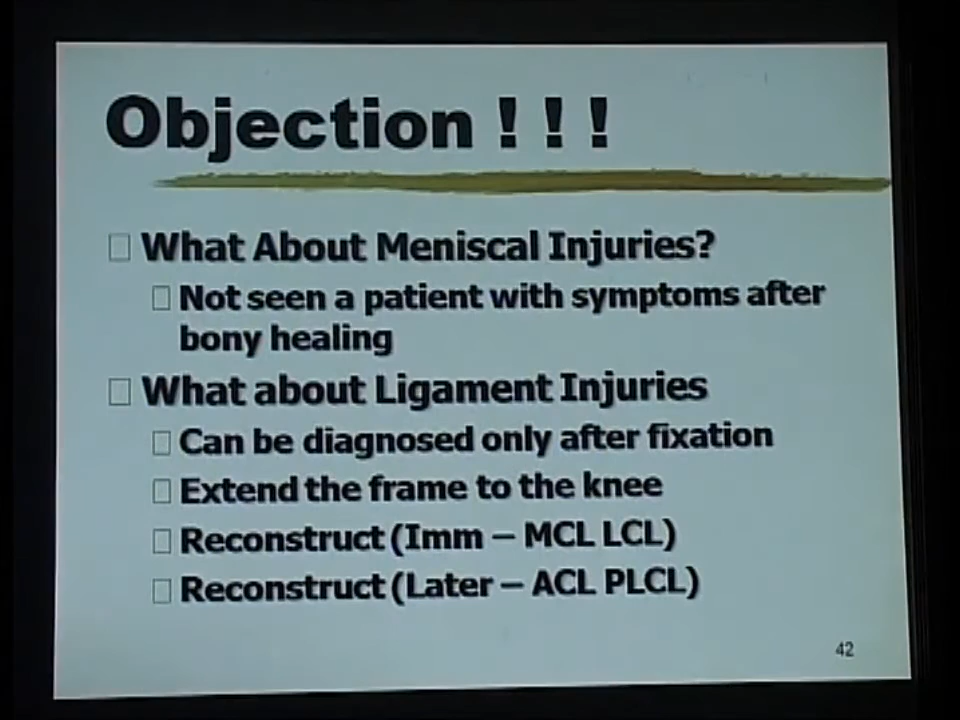 Objection ! ! !
What About Meniscal Injuries?
Not seen a patient with symptoms after
bony healing
What about Ligament Injuries
Can be diagnosed only after fixation
Extend the frame to the knee
Reconstruct (Imm – MCL LCL)
Reconstruct (Later – ACL PLCL)
42